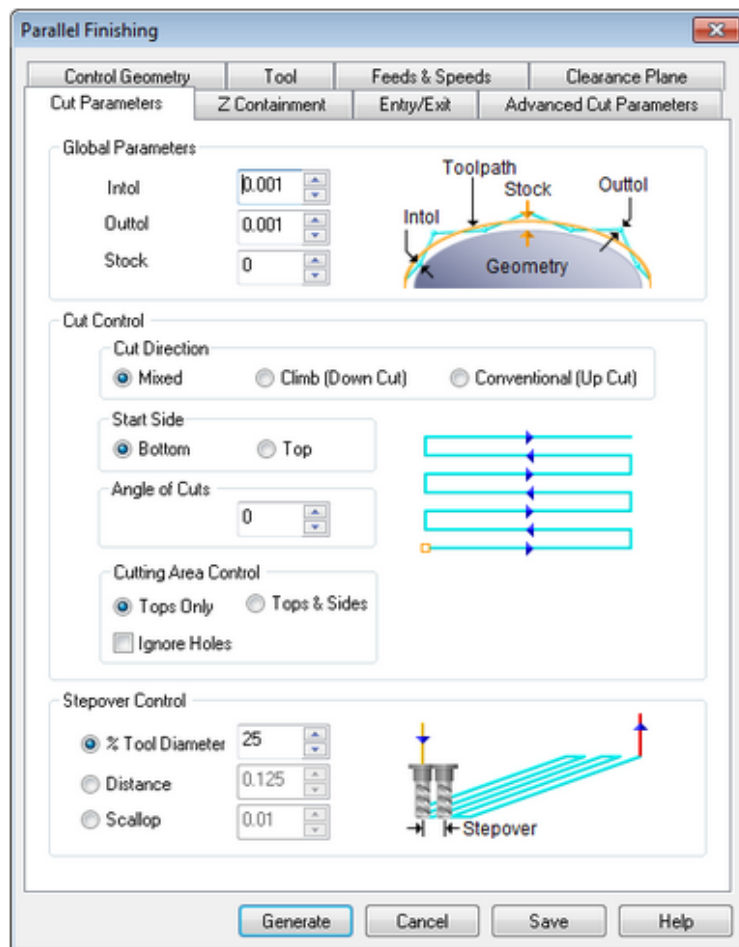 Parallel Finishing
Control Geometry Tool Feeds & Speeds Clearance Plane
Cut Parameters Z Containment Entry/Exit Advanced Cut Parameters
Global Parameters
Intol 0.001
Outtol 0.001
Stock 0
Toolpath
Stock Outtol
Intol
Geometry
Cut Control
Cut Direction
Mixed Climb (Down Cut) Conventional (Up Cut)
Start Side
Bottom Top
Angle of Cuts
0
Cutting Area Control
Tops Only Tops & Sides
Ignore Holes
Stepover Control
% Tool Diameter 25
Distance 0.125
Scallop 0.01
Stepover
Generate Cancel Save Help